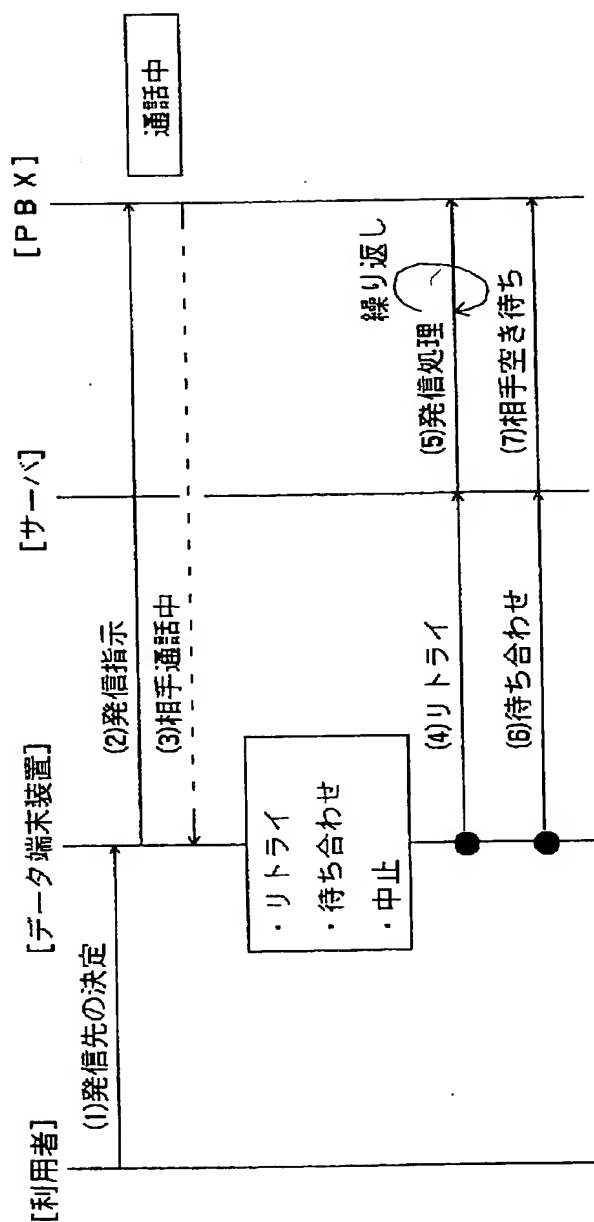 [利用者]
[データ端末装置]
[サーバ]
[PBX]
通話中
(1)発信先の決定
(2)発信指示
(3)相手通話中
・リトライ
・待ち合わせ
・中止
繰り返し
(4)リトライ
(5)発信処理
(6)待ち合わせ
(7)相手空き待ち